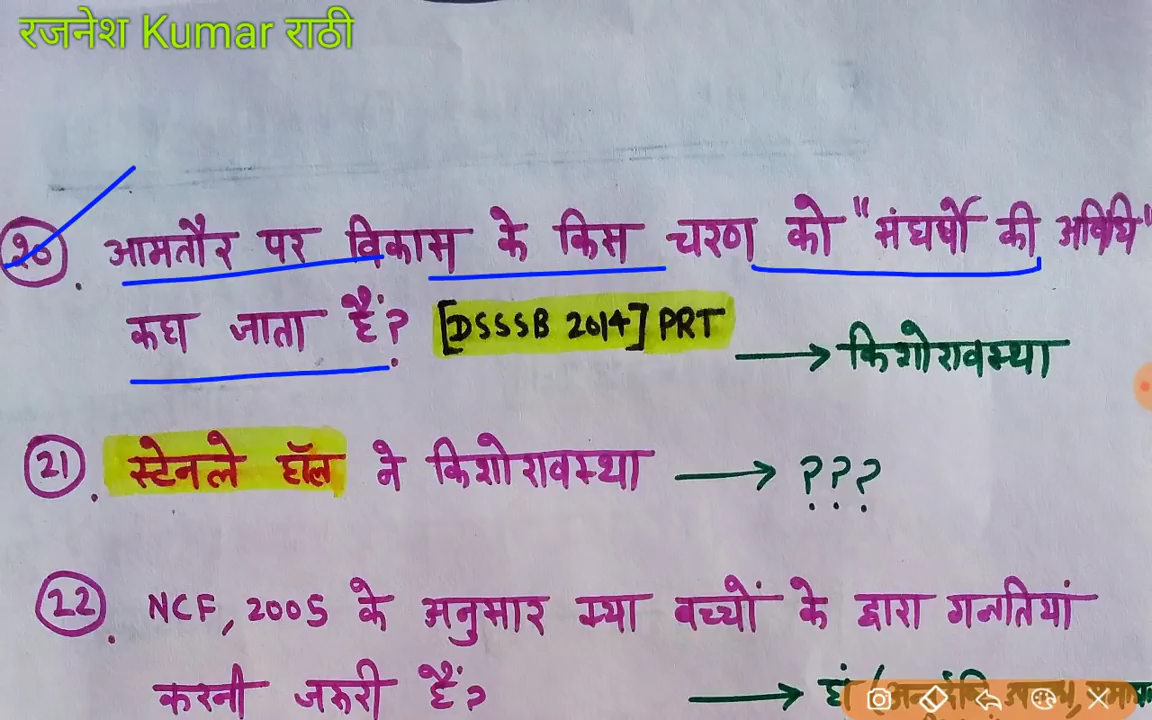 रजनेश Kumar राठी
20. आमतौर पर विकास के किस चरण को "संघर्षो की अवधि"
कहा जाता हैं? [DSSSB 2014] PRT → किशोरावस्था
21. स्टेनले हॉल ने किशोरावस्था → ???
22. NCF, 2005 के अनुसार क्या बच्चों के द्वारा गलतियां
करनी जरुरी हैं? → हां